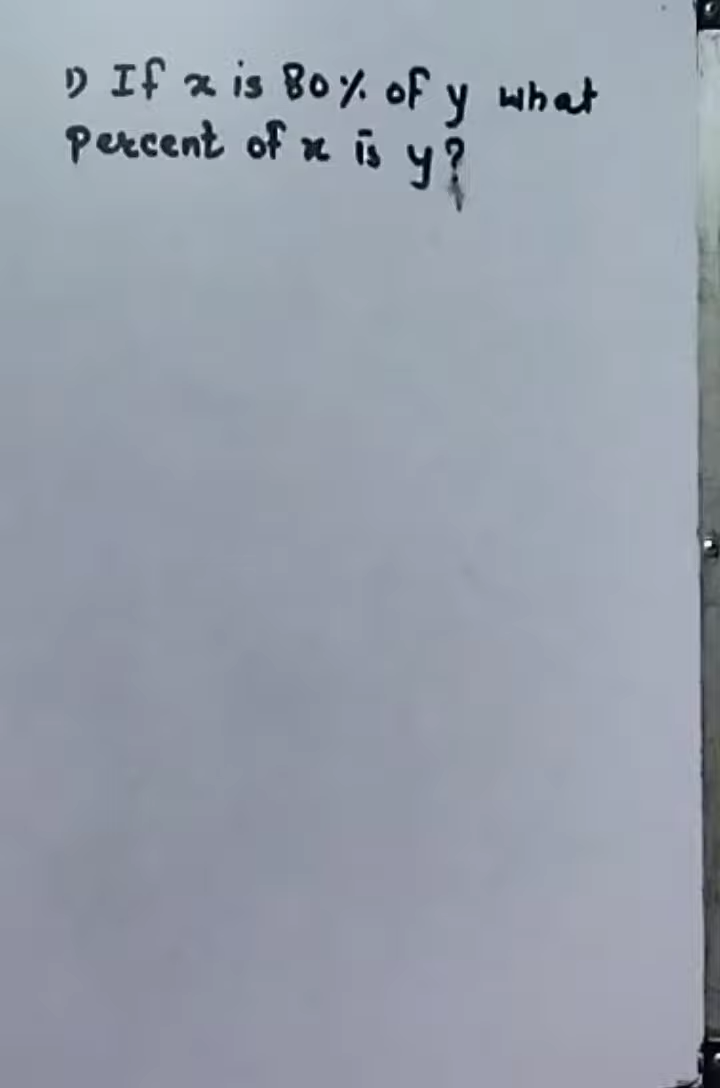 1) If x is 80% of y what
percent of x is y?